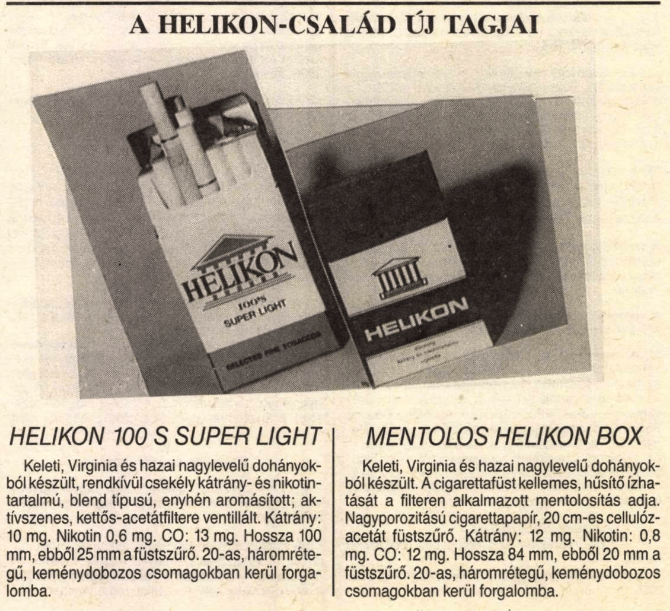 A HELIKON-CSALÁD ÚJ TAGJAI
HELIKON
100'S
SUPER LIGHT
SELECTED FINE TOBACCOS
HELIKON
HELIKON 100 S SUPER LIGHT
Keleti, Virginia és hazai nagylevelű dohányok-
ból készült, rendkívül csekély kátrány- és nikotin-
tartalmú, blend típusú, enyhén aromásított; ak-
tívszenes, kettős-acetátfiltere ventillált. Kátrány:
10 mg. Nikotin 0,6 mg. CO: 13 mg. Hossza 100
mm, ebből 25 mm a füstszűrő. 20-as, háromréte-
gű, keménydobozos csomagokban kerül forga-
lomba.
MENTOLOS HELIKON BOX
Keleti, Virginia és hazai nagylevelű dohányok-
ból készült. A cigarettafüst kellemes, hűsítő ízha-
tását a filteren alkalmazott mentolosítás adja.
Nagyporozitású cigarettapapír, 20 cm-es cellulóz-
acetát füstszűrő. Kátrány: 12 mg. Nikotin: 0,8
mg. CO: 12 mg. Hossza 84 mm, ebből 20 mm a
füstszűrő. 20-as, háromrétegű, keménydobozos
csomagokban kerül forgalomba.